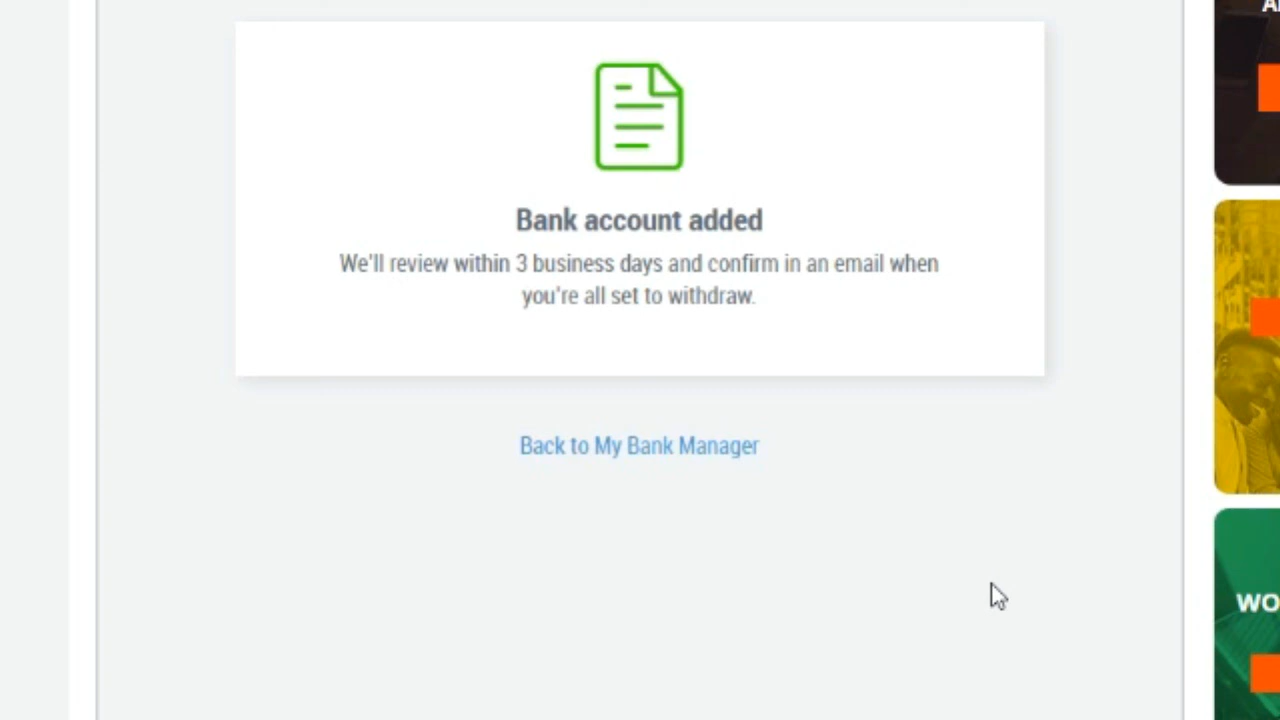 Bank account added
We'll review within 3 business days and confirm in an email when
you're all set to withdraw.
Back to My Bank Manager
WO